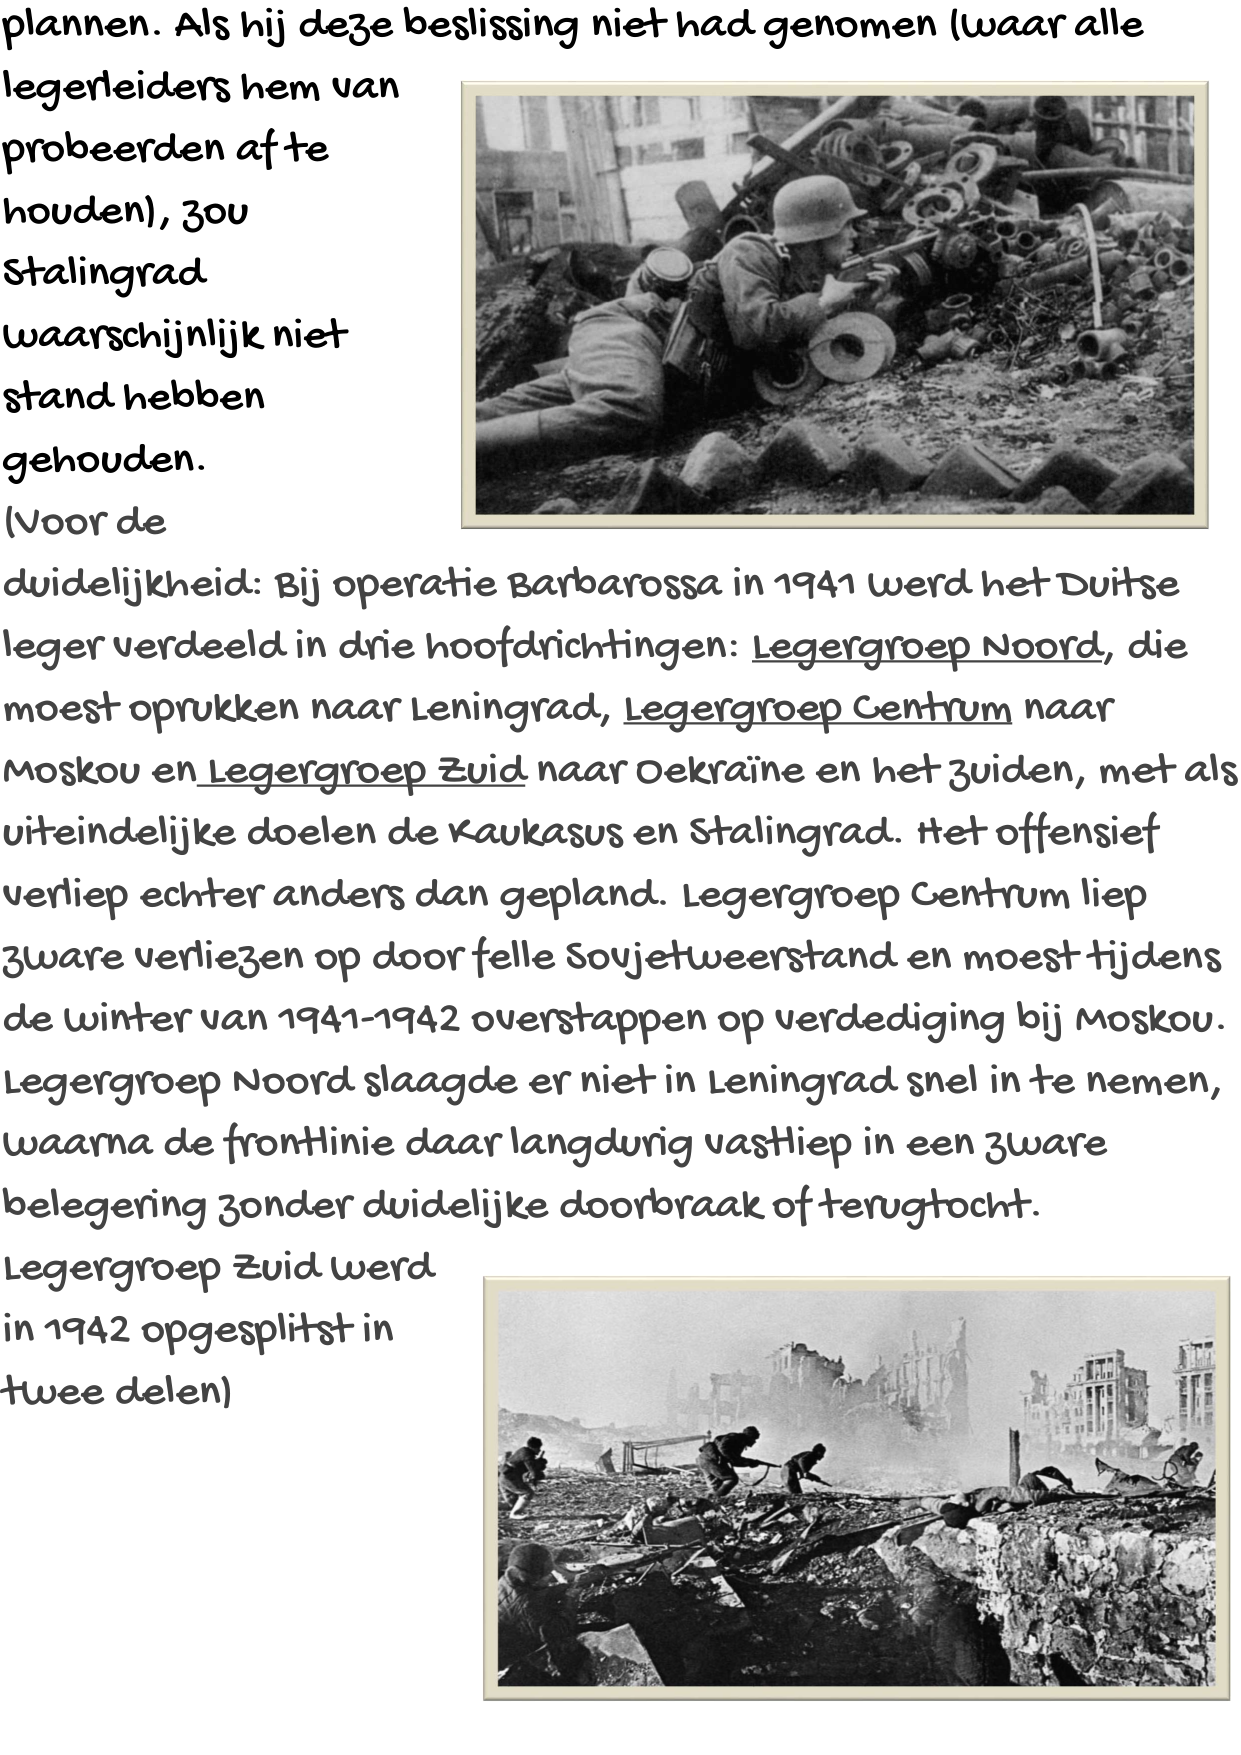 plannen. Als hij deze beslissing niet had genomen (waar alle
legerleiders hem van
probeerden af te
houden), zou
Stalingrad
waarschijnlijk niet
stand hebben
gehouden.
(Voor de
duidelijkheid: Bij operatie Barbarossa in 1941 werd het Duitse
leger verdeeld in drie hoofdrichtingen: Legergroep Noord, die
moest oprukken naar Leningrad, Legergroep Centrum naar
Moskou en Legergroep Zuid naar Oekraïne en het zuiden, met als
uiteindelijke doelen de Kaukasus en Stalingrad. Het offensief
verliep echter anders dan gepland. Legergroep Centrum liep
zware verliezen op door felle Sovjetweerstand en moest tijdens
de winter van 1941-1942 overstappen op verdediging bij Moskou.
Legergroep Noord slaagde er niet in Leningrad snel in te nemen,
waarna de frontlinie daar langdurig vastliep in een zware
belegering zonder duidelijke doorbraak of terugtocht.
Legergroep Zuid werd
in 1942 opgesplitst in
twee delen)